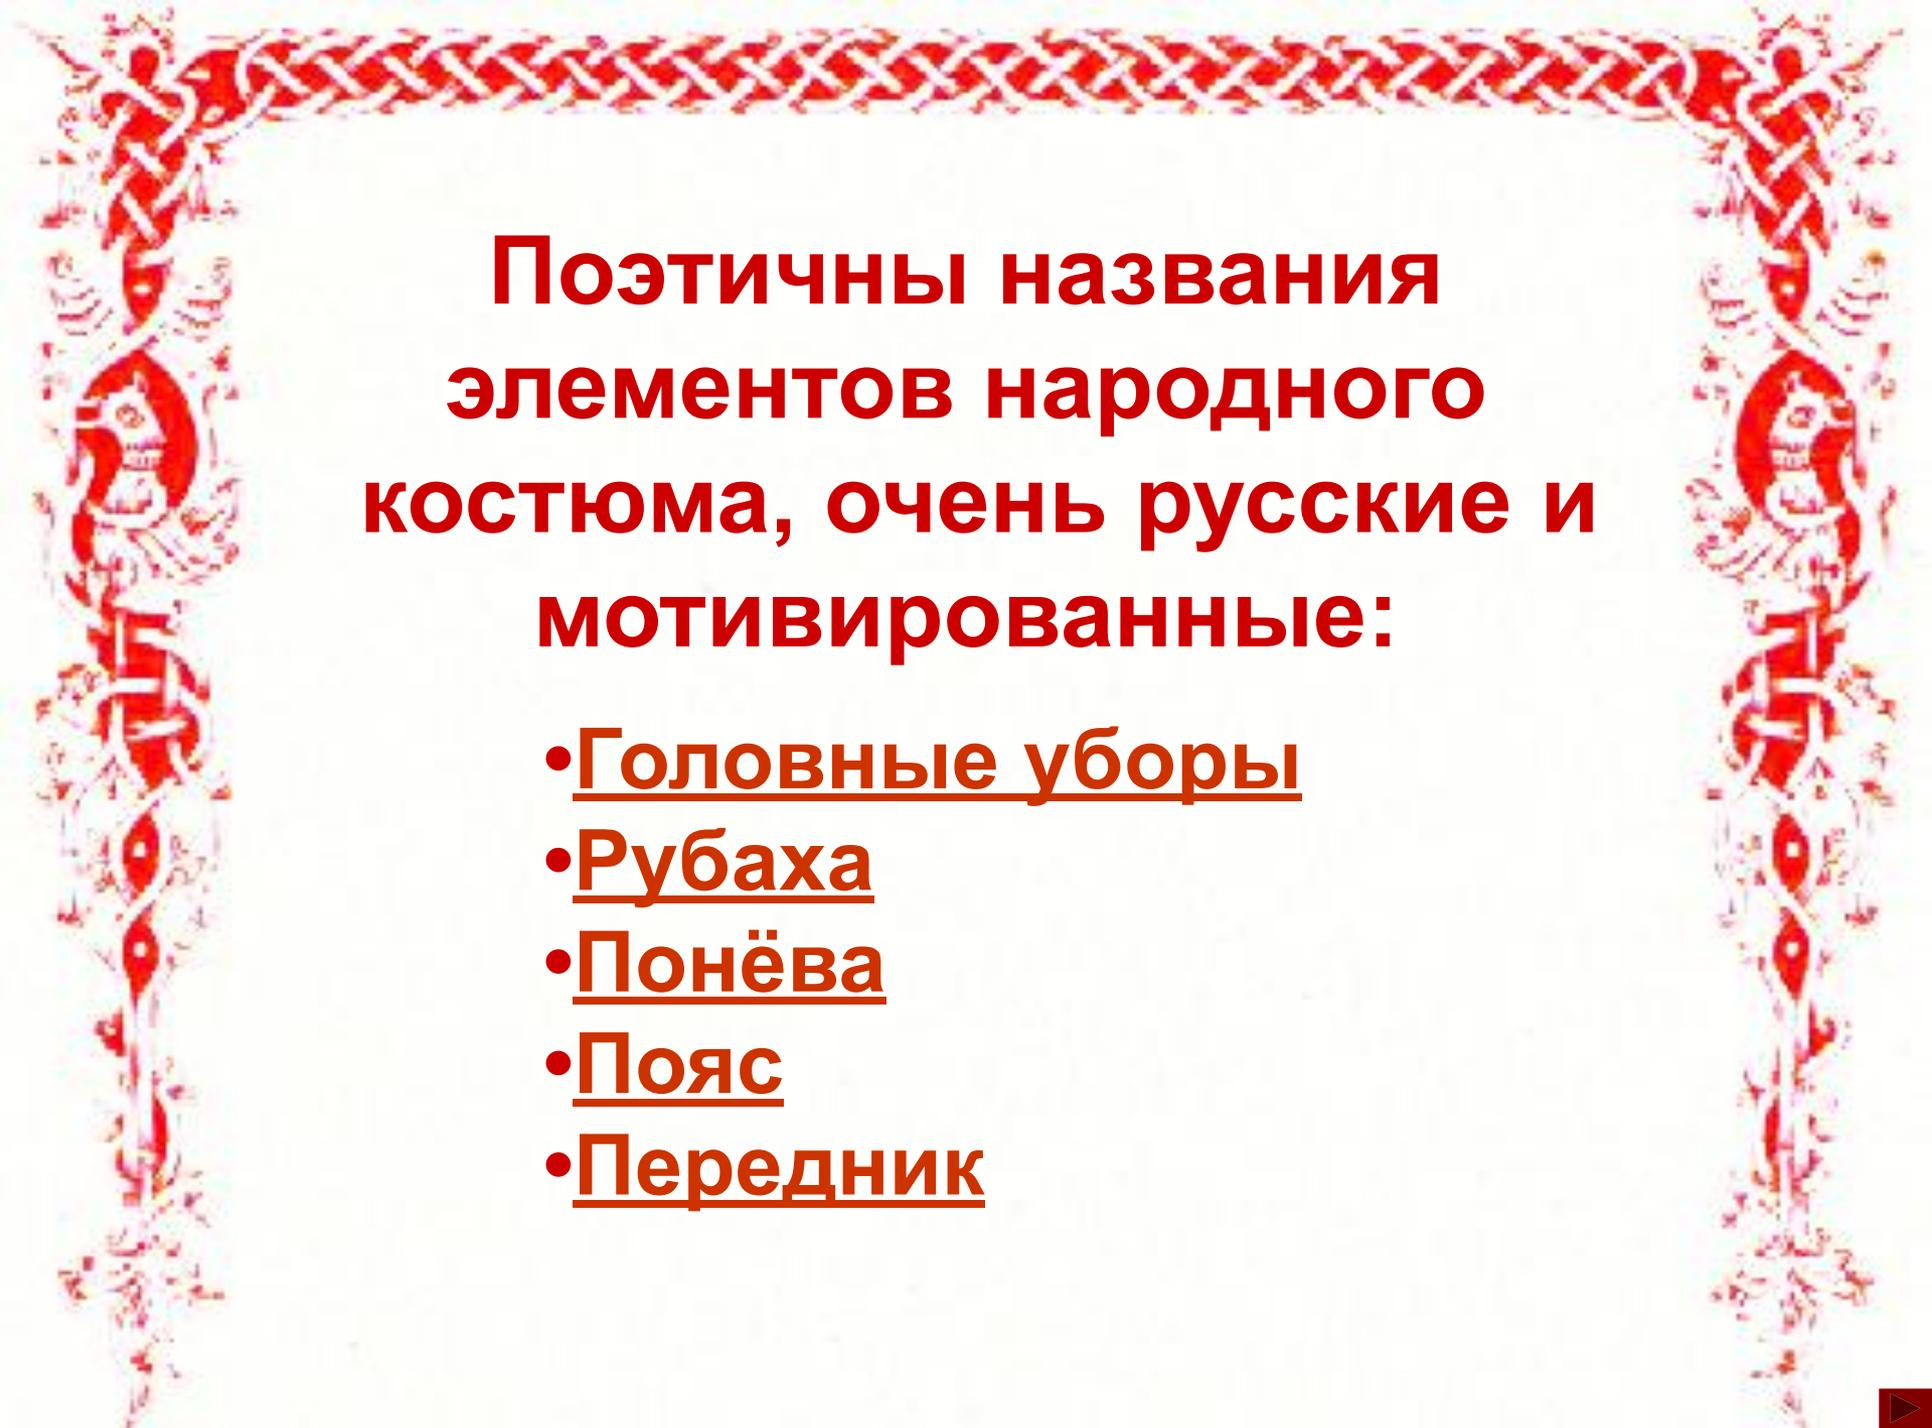 Поэтичны названия
элементов народного
костюма, очень русские и
мотивированные:
•Головные уборы
•Рубаха
•Понёва
•Пояс
•Передник